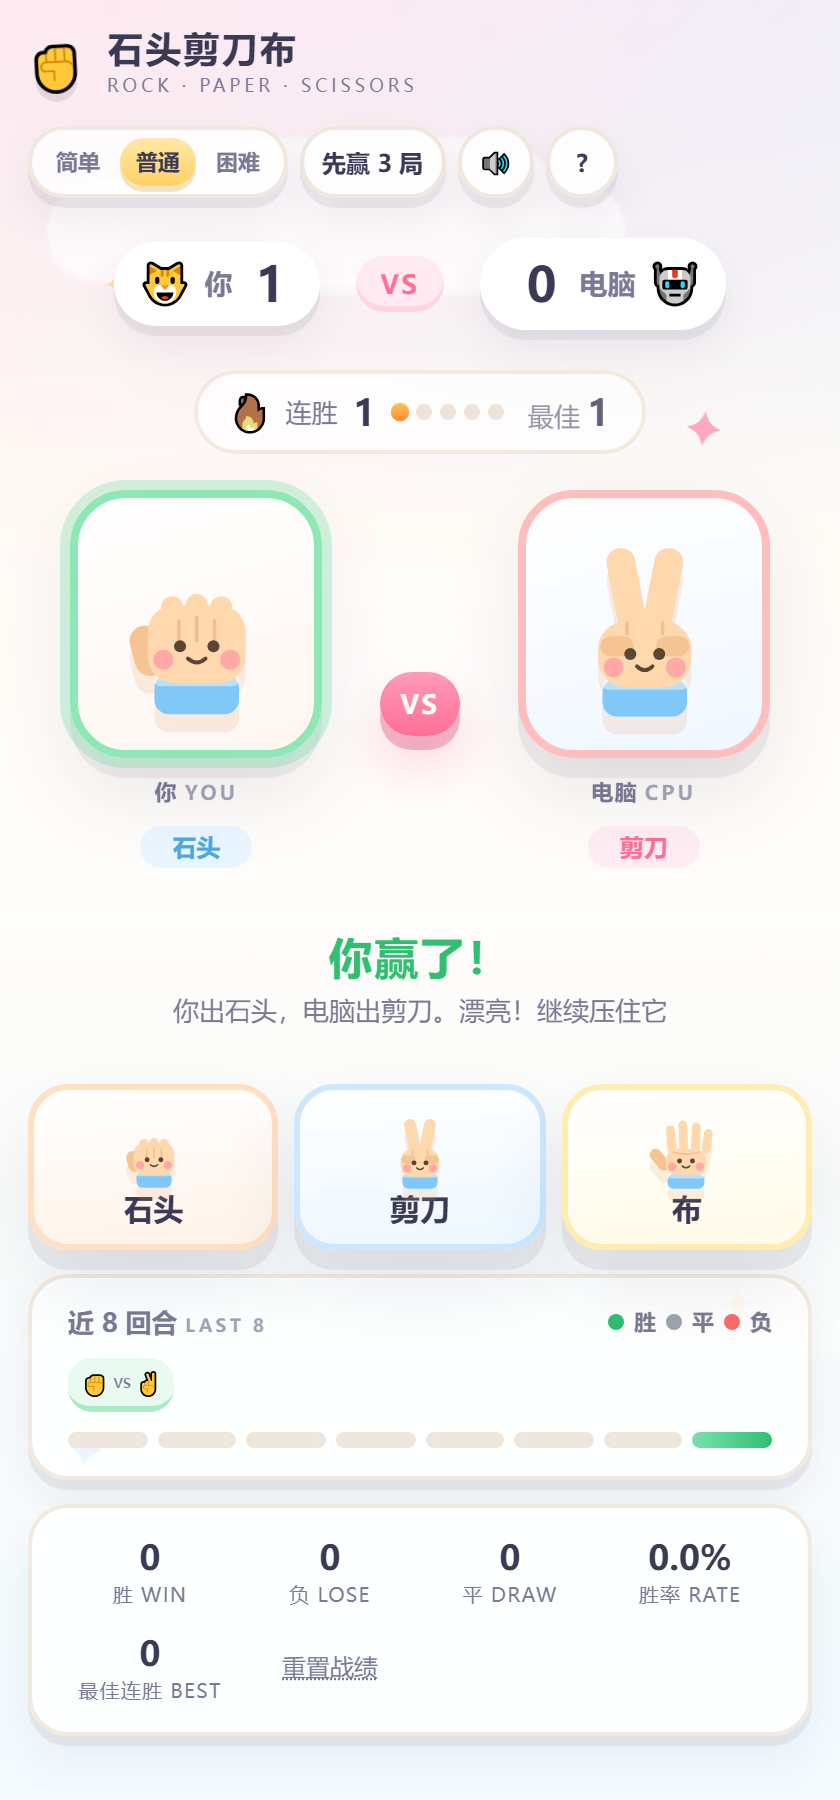 石头剪刀布
ROCK · PAPER · SCISSORS
简单 普通 困难 先赢 3 局 ?
你 1 VS 0 电脑
连胜 1 最佳 1
VS
你 YOU 电脑 CPU
石头 剪刀
你赢了！
你出石头，电脑出剪刀。漂亮！继续压住它
石头 剪刀 布
近 8 回合 LAST 8 胜 平 负
VS
0 0 0 0.0%
胜 WIN 负 LOSE 平 DRAW 胜率 RATE
0 重置战绩
最佳连胜 BEST